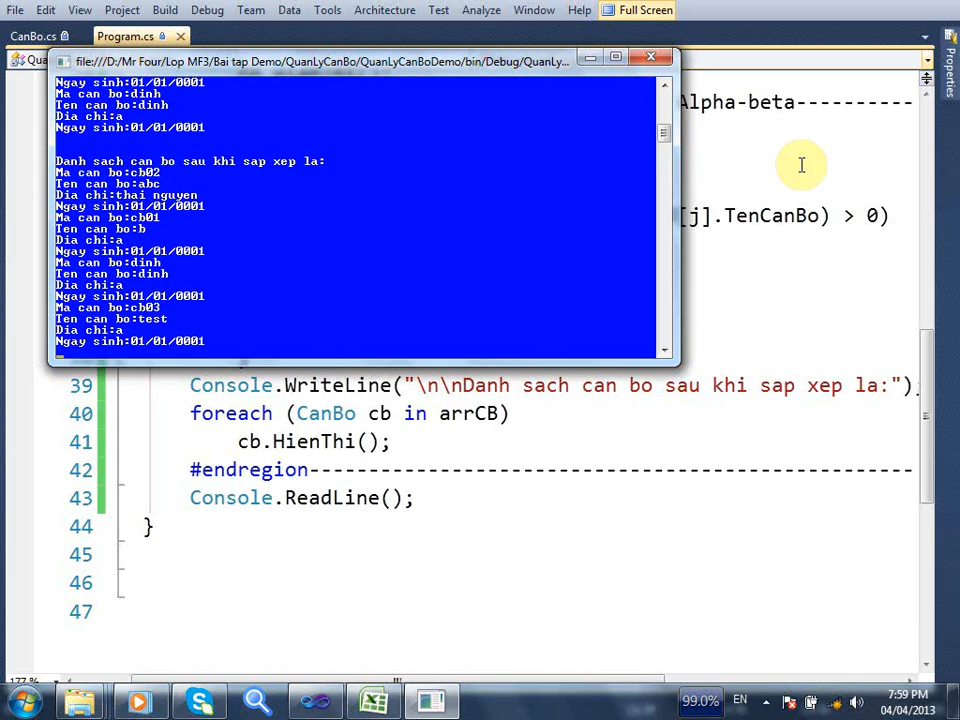 File Edit View Project Build Debug Team Data Tools Architecture Test Analyze Window Help Full Screen
CanBo.cs Program.cs
Properties
file:///D:/Mr Four/Lop MF3/Bai tap Demo/QuanLyCanBo/QuanLyCanBoDemo/bin/Debug/QuanLy...
Ngay sinh:01/01/0001
Ma can bo:dinh
Ten can bo:dinh
Dia chi:a
Ngay sinh:01/01/0001
Danh sach can bo sau khi sap xep la:
Ma can bo:cb02
Ten can bo:abc
Dia chi:thai nguyen
Ngay sinh:01/01/0001
Ma can bo:cb01
Ten can bo:b
Dia chi:a
Ngay sinh:01/01/0001
Ma can bo:dinh
Ten can bo:dinh
Dia chi:a
Ngay sinh:01/01/0001
Ma can bo:cb03
Ten can bo:test
Dia chi:a
Ngay sinh:01/01/0001
Alpha-beta----------
[j].TenCanBo) > 0)
39 Console.WriteLine("\n\nDanh sach can bo sau khi sap xep la:");
40 foreach (CanBo cb in arrCB)
41 cb.HienThi();
42 #endregion---------------------------------------------------
43 Console.ReadLine();
44 }
45
46
47
177 %
99.0% EN 7:59 PM
04/04/2013